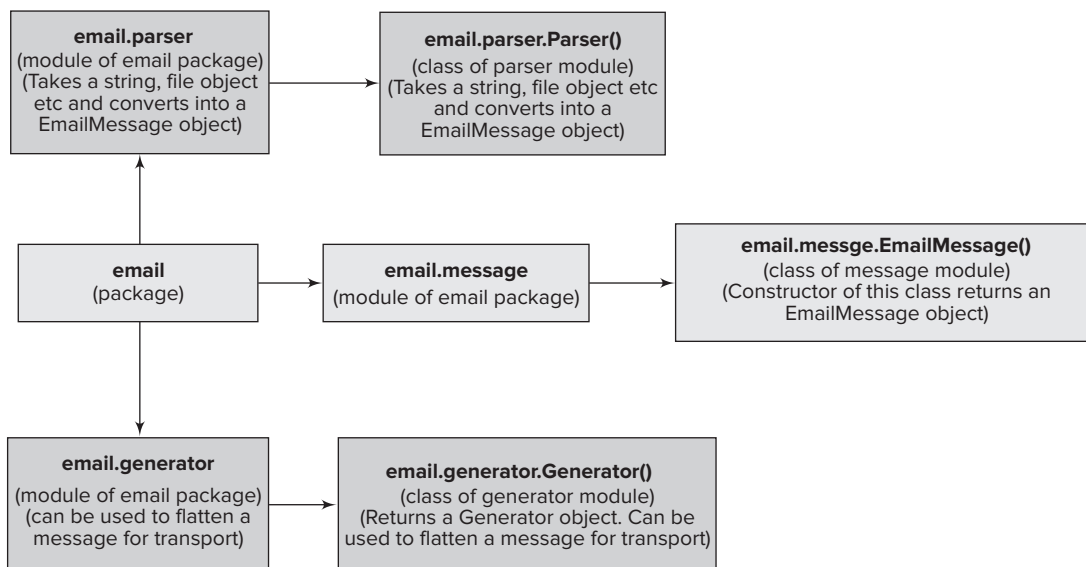 email.parser
(module of email package)
(Takes a string, file object
etc and converts into a
EmailMessage object)
email.parser.Parser()
(class of parser module)
(Takes a string, file object etc
and converts into a
EmailMessage object)
email
(package)
email.message
(module of email package)
email.messge.EmailMessage()
(class of message module)
(Constructor of this class returns an
EmailMessage object)
email.generator
(module of email package)
(can be used to flatten a
message for transport)
email.generator.Generator()
(class of generator module)
(Returns a Generator object. Can be
used to flatten a message for transport)